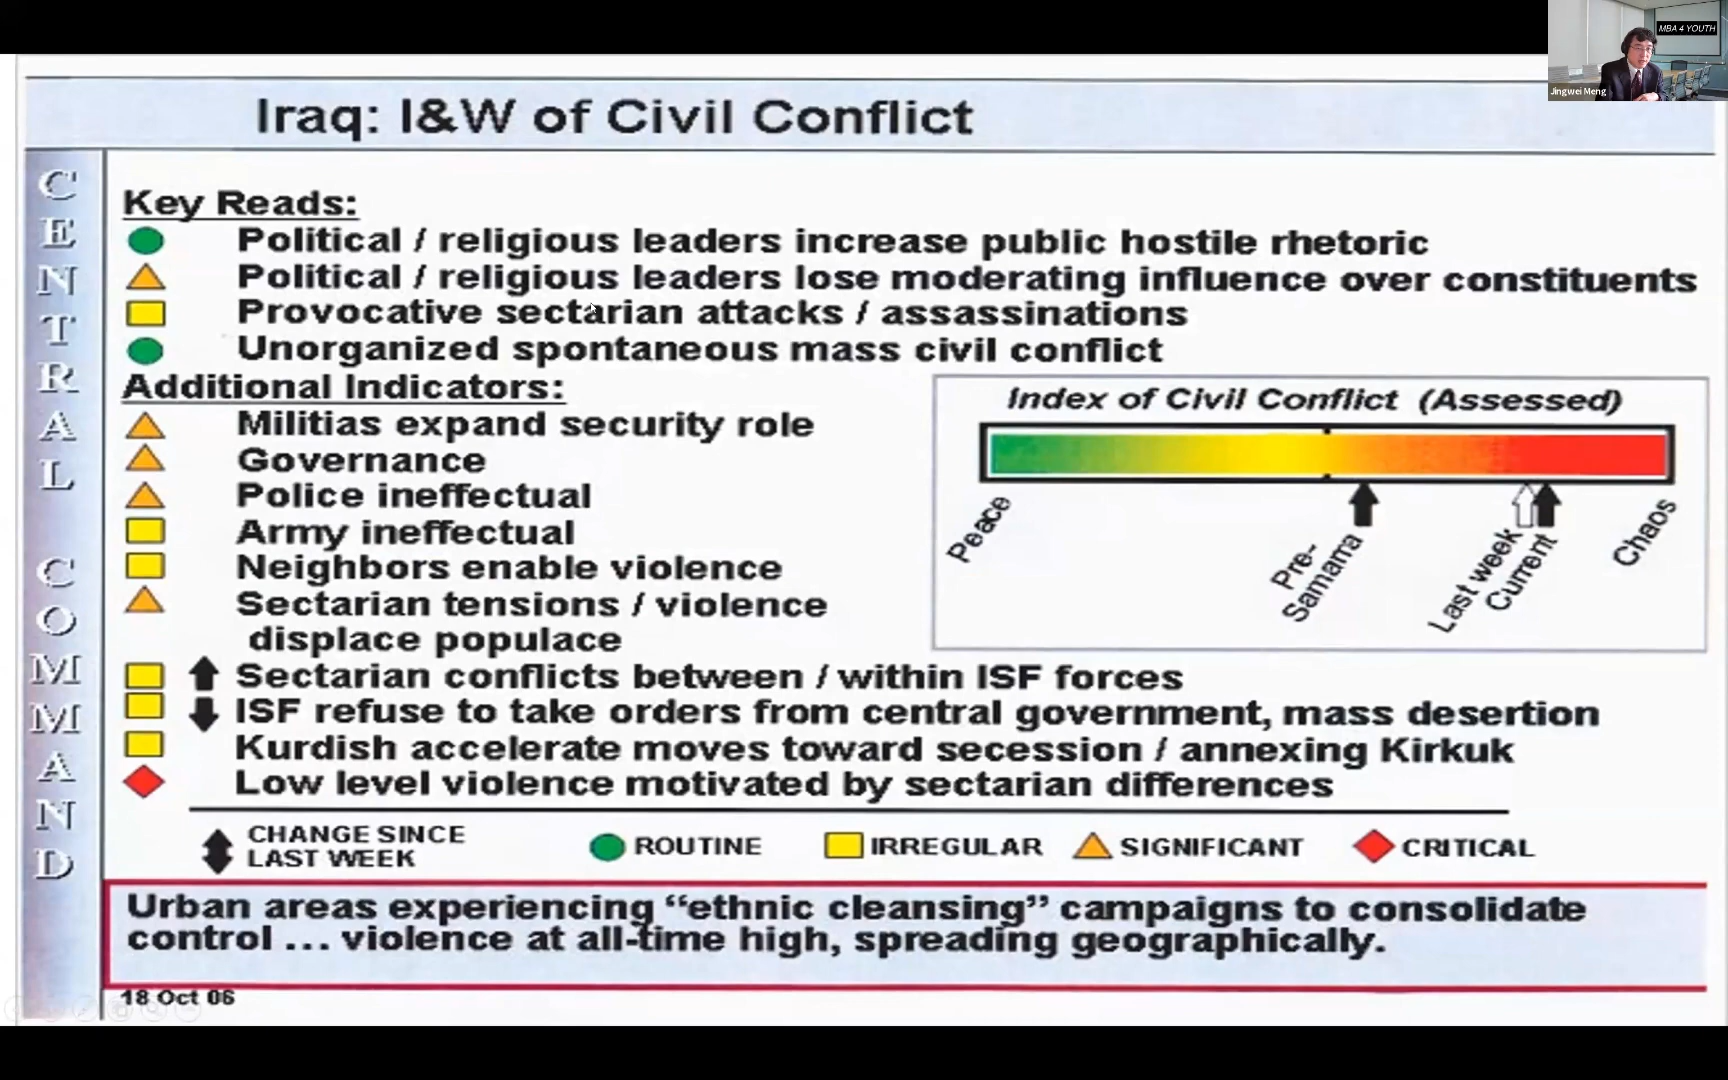 MBA 4 YOUTH
Jingwei Meng
Iraq: I&W of Civil Conflict
CENTRAL COMMAND
Key Reads:
Political / religious leaders increase public hostile rhetoric
Political / religious leaders lose moderating influence over constituents
Provocative sectarian attacks / assassinations
Unorganized spontaneous mass civil conflict
Additional Indicators:
Militias expand security role
Governance
Police ineffectual
Army ineffectual
Neighbors enable violence
Sectarian tensions / violence
displace populace
Sectarian conflicts between / within ISF forces
ISF refuse to take orders from central government, mass desertion
Kurdish accelerate moves toward secession / annexing Kirkuk
Low level violence motivated by sectarian differences
Index of Civil Conflict (Assessed)
Peace
Pre-
Samarra
Last week
Current
Chaos
CHANGE SINCE
LAST WEEK
ROUTINE
IRREGULAR
SIGNIFICANT
CRITICAL
Urban areas experiencing “ethnic cleansing” campaigns to consolidate
control ... violence at all-time high, spreading geographically.
18 Oct 06